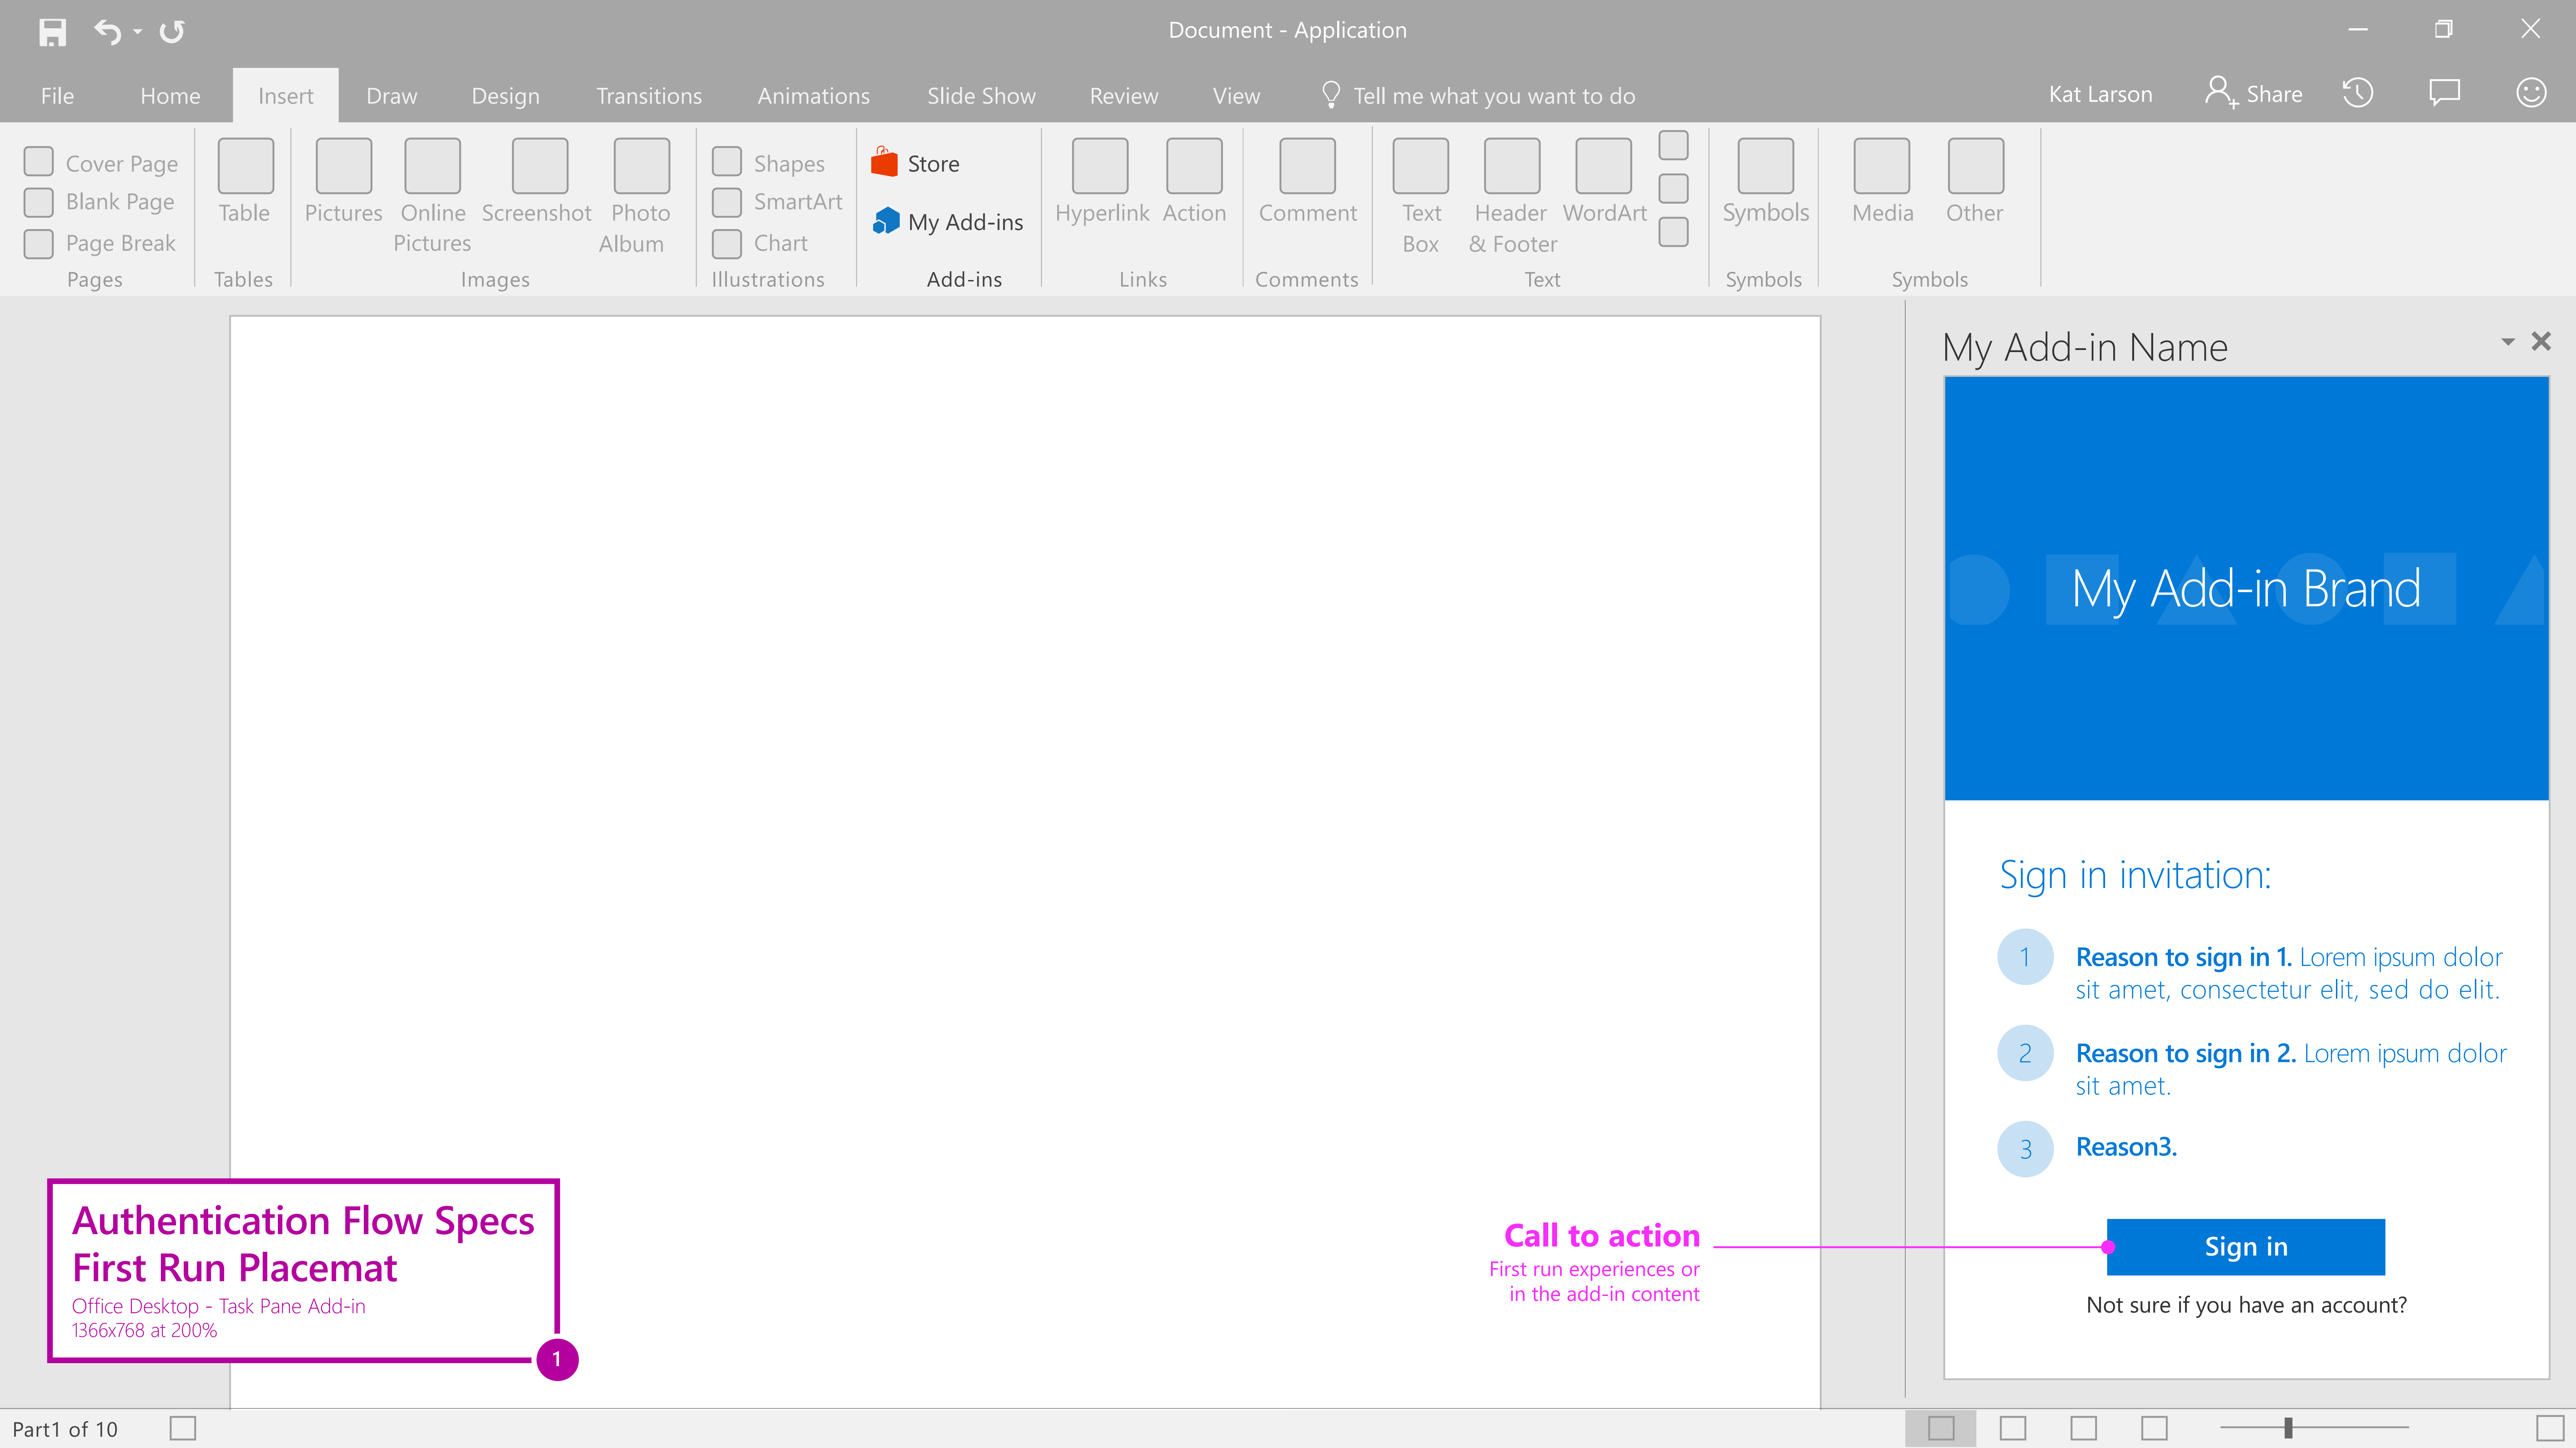 Document - Application
File Home Insert Draw Design Transitions Animations Slide Show Review View Tell me what you want to do Kat Larson Share
Cover Page
Blank Page
Page Break
Pages
Table
Tables
Pictures Online Pictures Screenshot Photo Album
Images
Shapes
SmartArt
Chart
Illustrations
Store
My Add-ins
Add-ins
Hyperlink Action
Links
Comment
Comments
Text Box Header & Footer WordArt
Text
Symbols
Symbols
Media Other
Symbols
My Add-in Name
My Add-in Brand
Sign in invitation:
1 Reason to sign in 1. Lorem ipsum dolor
sit amet, consectetur elit, sed do elit.
2 Reason to sign in 2. Lorem ipsum dolor
sit amet.
3 Reason3.
Sign in
Not sure if you have an account?
Call to action
First run experiences or
in the add-in content
Authentication Flow Specs
First Run Placemat
Office Desktop - Task Pane Add-in
1366x768 at 200%
1
Part1 of 10